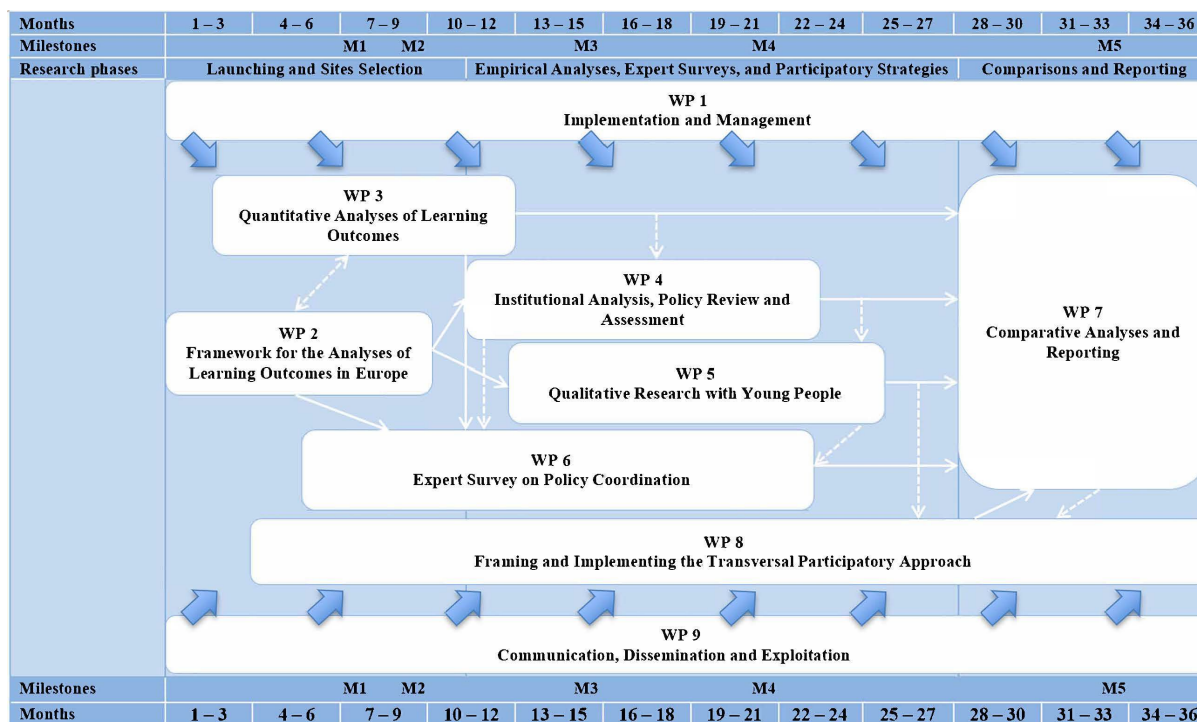 Months 1 – 3 4 – 6 7 – 9 10 – 12 13 – 15 16 – 18 19 – 21 22 – 24 25 – 27 28 – 30 31 – 33 34 – 36
Milestones M1 M2 M3 M4 M5
Research phases Launching and Sites Selection Empirical Analyses, Expert Surveys, and Participatory Strategies Comparisons and Reporting
WP 1
Implementation and Management
WP 3
Quantitative Analyses of Learning
Outcomes
WP 4
Institutional Analysis, Policy Review and
Assessment
WP 2
Framework for the Analyses of
Learning Outcomes in Europe
WP 5
Qualitative Research with Young People
WP 7
Comparative Analyses and
Reporting
WP 6
Expert Survey on Policy Coordination
WP 8
Framing and Implementing the Transversal Participatory Approach
WP 9
Communication, Dissemination and Exploitation
Milestones M1 M2 M3 M4 M5
Months 1 – 3 4 – 6 7 – 9 10 – 12 13 – 15 16 – 18 19 – 21 22 – 24 25 – 27 28 – 30 31 – 33 34 – 36